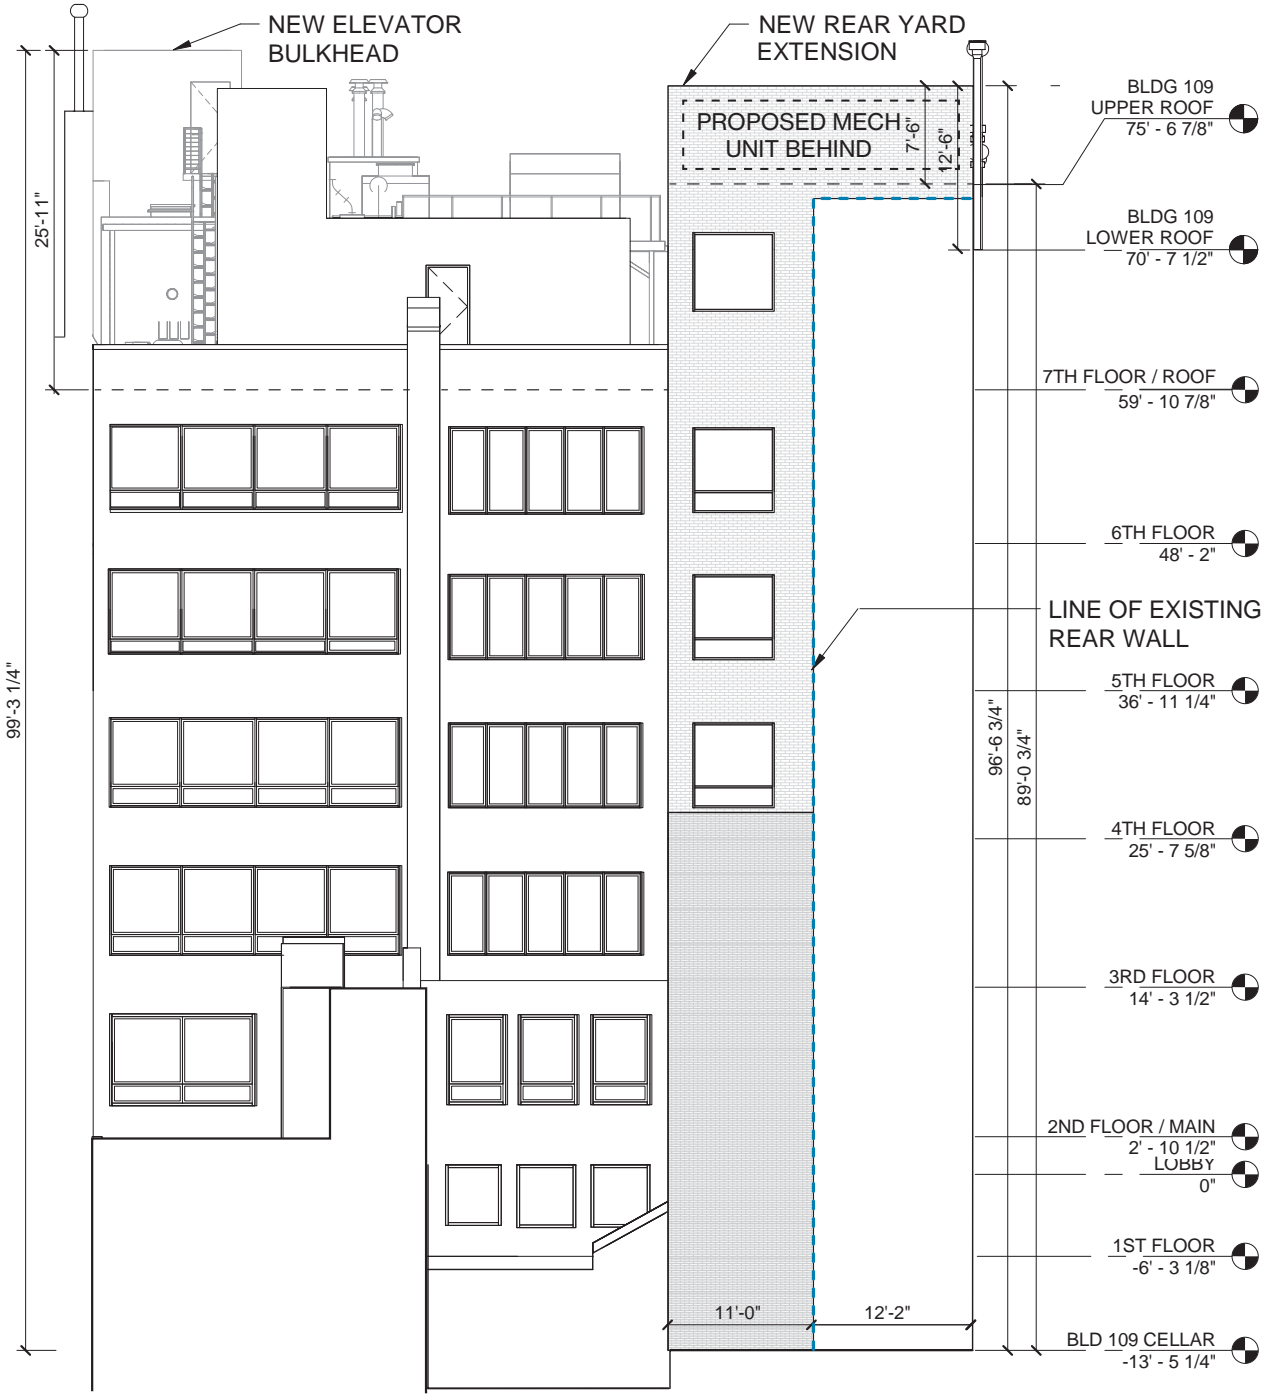 NEW ELEVATOR
BULKHEAD
NEW REAR YARD
EXTENSION
PROPOSED MECH
UNIT BEHIND
7'-6"
12'-6"
25'-11"
99'-3 1/4"
BLDG 109
UPPER ROOF
75' - 6 7/8"
BLDG 109
LOWER ROOF
70' - 7 1/2"
7TH FLOOR / ROOF
59' - 10 7/8"
6TH FLOOR
48' - 2"
LINE OF EXISTING
REAR WALL
5TH FLOOR
36' - 11 1/4"
96'-6 3/4"
89'-0 3/4"
4TH FLOOR
25' - 7 5/8"
3RD FLOOR
14' - 3 1/2"
2ND FLOOR / MAIN
2' - 10 1/2"
LOBBY
0"
1ST FLOOR
-6' - 3 1/8"
11'-0"
12'-2"
BLD 109 CELLAR
-13' - 5 1/4"